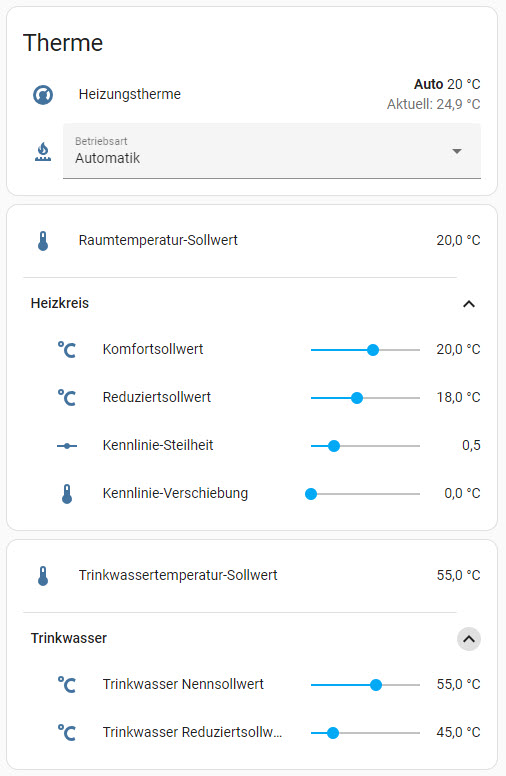 Therme
Heizungstherme
Auto 20 °C
Aktuell: 24,9 °C
Betriebsart
Automatik
Raumtemperatur-Sollwert 20,0 °C
Heizkreis
°C Komfortsollwert 20,0 °C
°C Reduziertsollwert 18,0 °C
Kennlinie-Steilheit 0,5
Kennlinie-Verschiebung 0,0 °C
Trinkwassertemperatur-Sollwert 55,0 °C
Trinkwasser
°C Trinkwasser Nennsollwert 55,0 °C
°C Trinkwasser Reduziertsollw... 45,0 °C